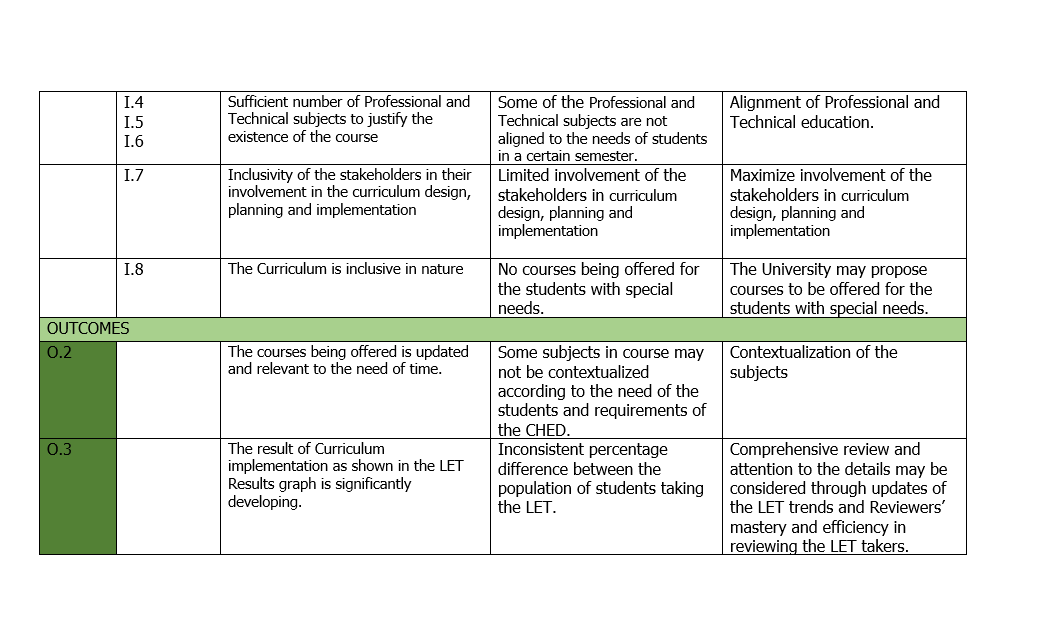 I.4
I.5
I.6
Sufficient number of Professional and
Technical subjects to justify the
existence of the course
Some of the Professional and
Technical subjects are not
aligned to the needs of students
in a certain semester.
Alignment of Professional and
Technical education.
I.7
Inclusivity of the stakeholders in their
involvement in the curriculum design,
planning and implementation
Limited involvement of the
stakeholders in curriculum
design, planning and
implementation
Maximize involvement of the
stakeholders in curriculum
design, planning and
implementation
I.8
The Curriculum is inclusive in nature
No courses being offered for
the students with special
needs.
The University may propose
courses to be offered for the
students with special needs.
OUTCOMES
O.2
The courses being offered is updated
and relevant to the need of time.
Some subjects in course may
not be contextualized
according to the need of the
students and requirements of
the CHED.
Contextualization of the
subjects
O.3
The result of Curriculum
implementation as shown in the LET
Results graph is significantly
developing.
Inconsistent percentage
difference between the
population of students taking
the LET.
Comprehensive review and
attention to the details may be
considered through updates of
the LET trends and Reviewers’
mastery and efficiency in
reviewing the LET takers.